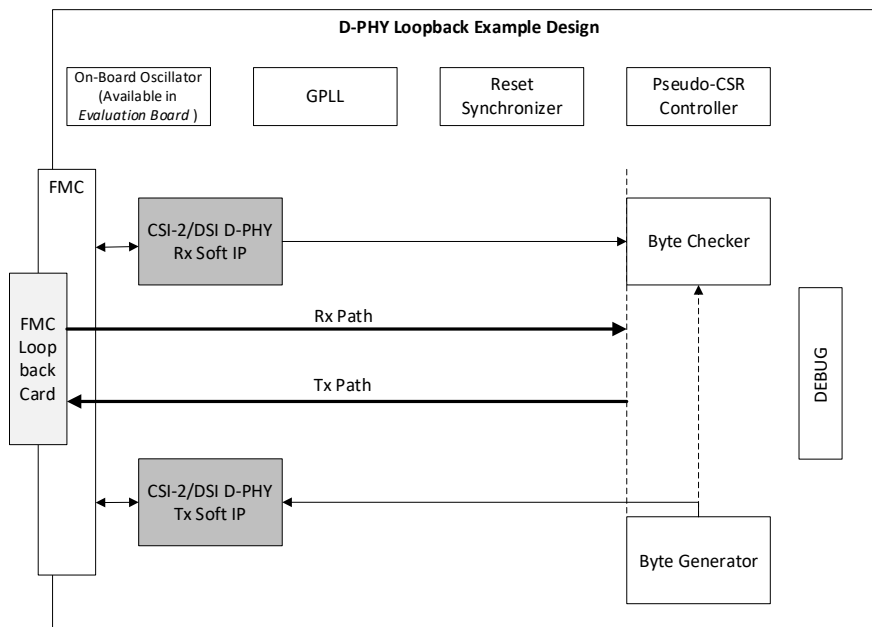 D-PHY Loopback Example Design
On-Board Oscillator
(Available in
Evaluation Board )
GPLL
Reset
Synchronizer
Pseudo-CSR
Controller
FMC
CSI-2/DSI D-PHY
Rx Soft IP
Byte Checker
FMC
Loop
back
Card
Rx Path
Tx Path
DEBUG
CSI-2/DSI D-PHY
Tx Soft IP
Byte Generator